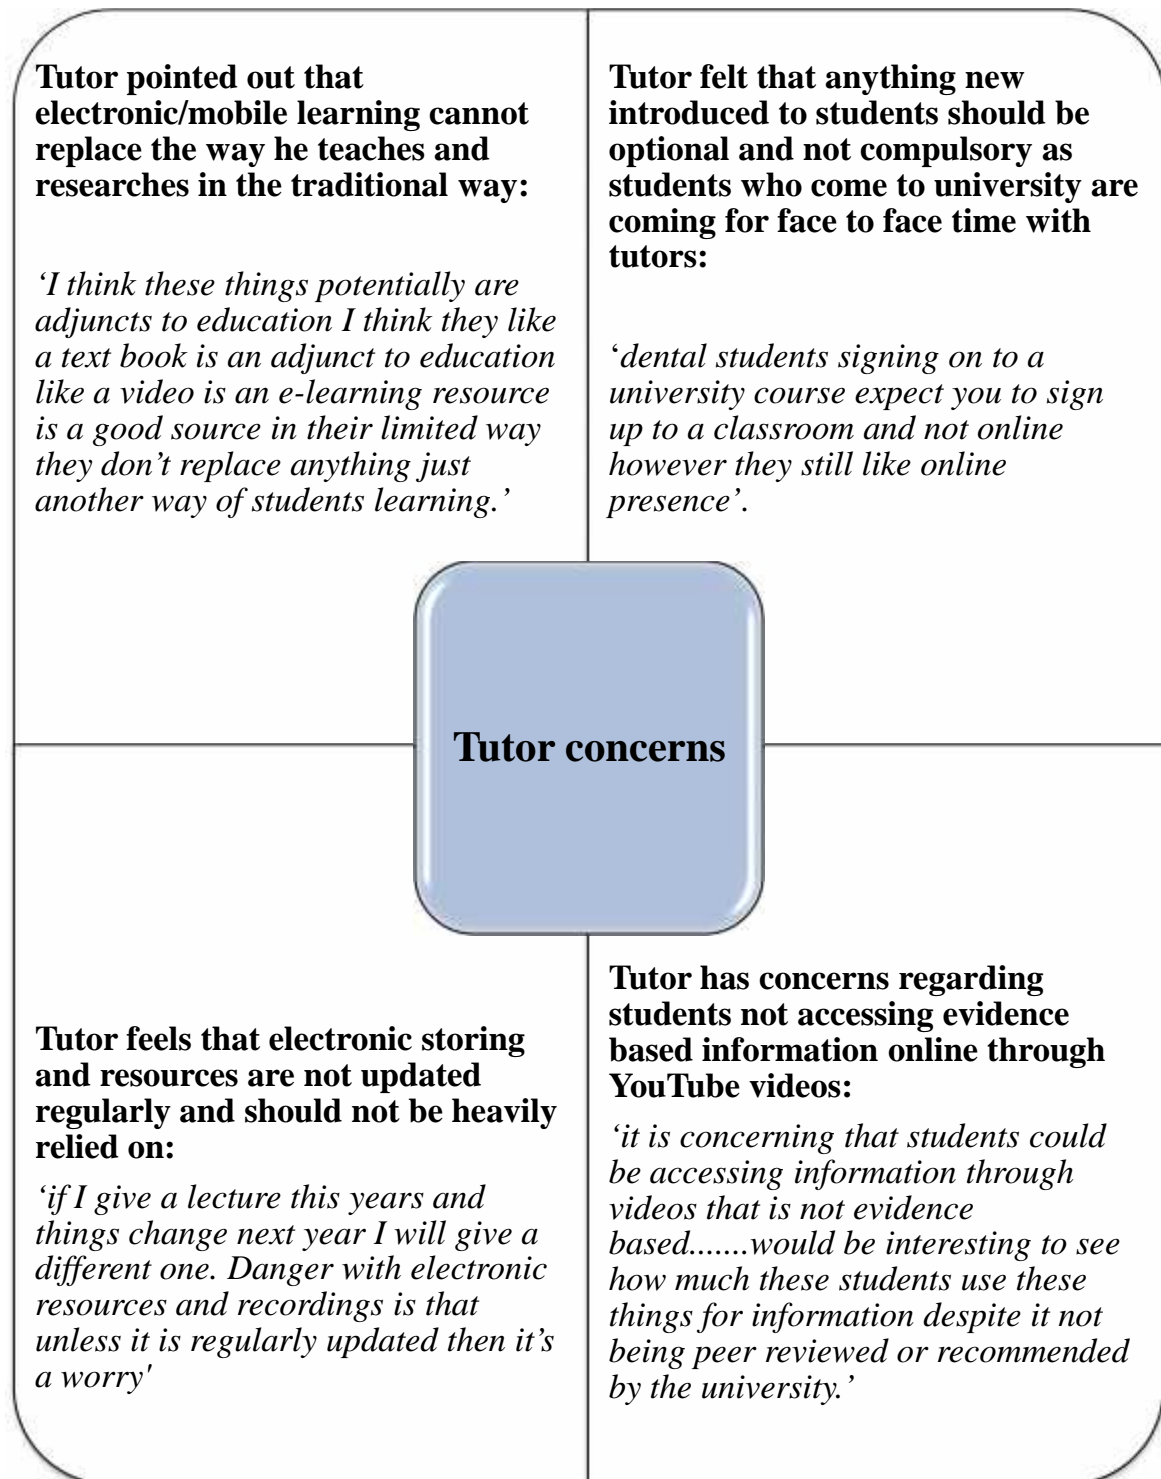 Tutor pointed out that
electronic/mobile learning cannot
replace the way he teaches and
researches in the traditional way:
‘I think these things potentially are
adjuncts to education I think they like
a text book is an adjunct to education
like a video is an e-learning resource
is a good source in their limited way
they don’t replace anything just
another way of students learning.’
Tutor felt that anything new
introduced to students should be
optional and not compulsory as
students who come to university are
coming for face to face time with
tutors:
‘dental students signing on to a
university course expect you to sign
up to a classroom and not online
however they still like online
presence’.
Tutor concerns
Tutor feels that electronic storing
and resources are not updated
regularly and should not be heavily
relied on:
‘if I give a lecture this years and
things change next year I will give a
different one. Danger with electronic
resources and recordings is that
unless it is regularly updated then it’s
a worry'
Tutor has concerns regarding
students not accessing evidence
based information online through
YouTube videos:
‘it is concerning that students could
be accessing information through
videos that is not evidence
based.......would be interesting to see
how much these students use these
things for information despite it not
being peer reviewed or recommended
by the university.’